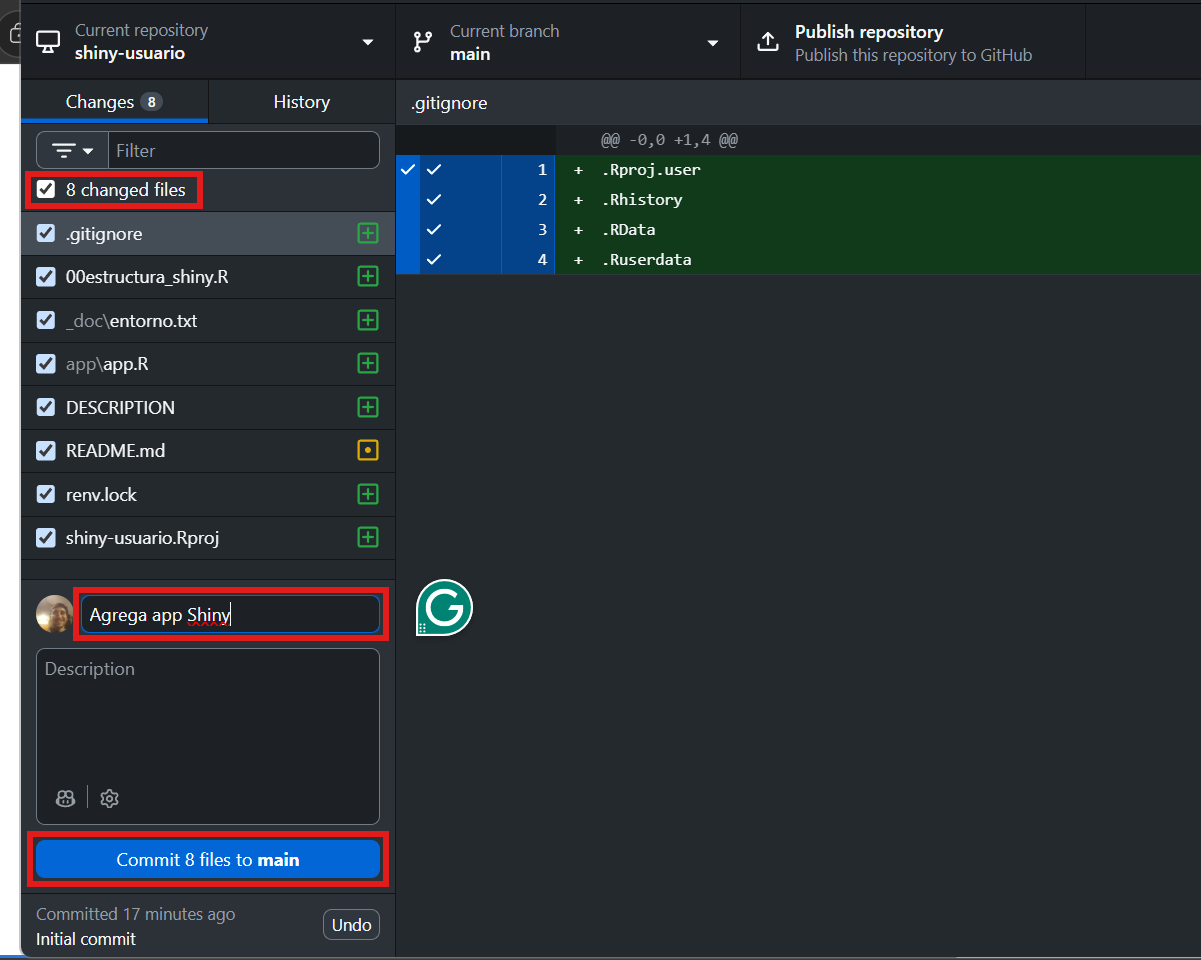 Current repository
shiny-usuario
Current branch
main
Publish repository
Publish this repository to GitHub
Changes 8
History
.gitignore
Filter
8 changed files
@@ -0,0 +1,4 @@
1 + .Rproj.user
2 + .Rhistory
3 + .RData
4 + .Ruserdata
.gitignore
00estructura_shiny.R
_doc\entorno.txt
app\app.R
DESCRIPTION
README.md
renv.lock
shiny-usuario.Rproj
Agrega app Shiny
G
Description
Commit 8 files to main
Committed 17 minutes ago
Initial commit
Undo